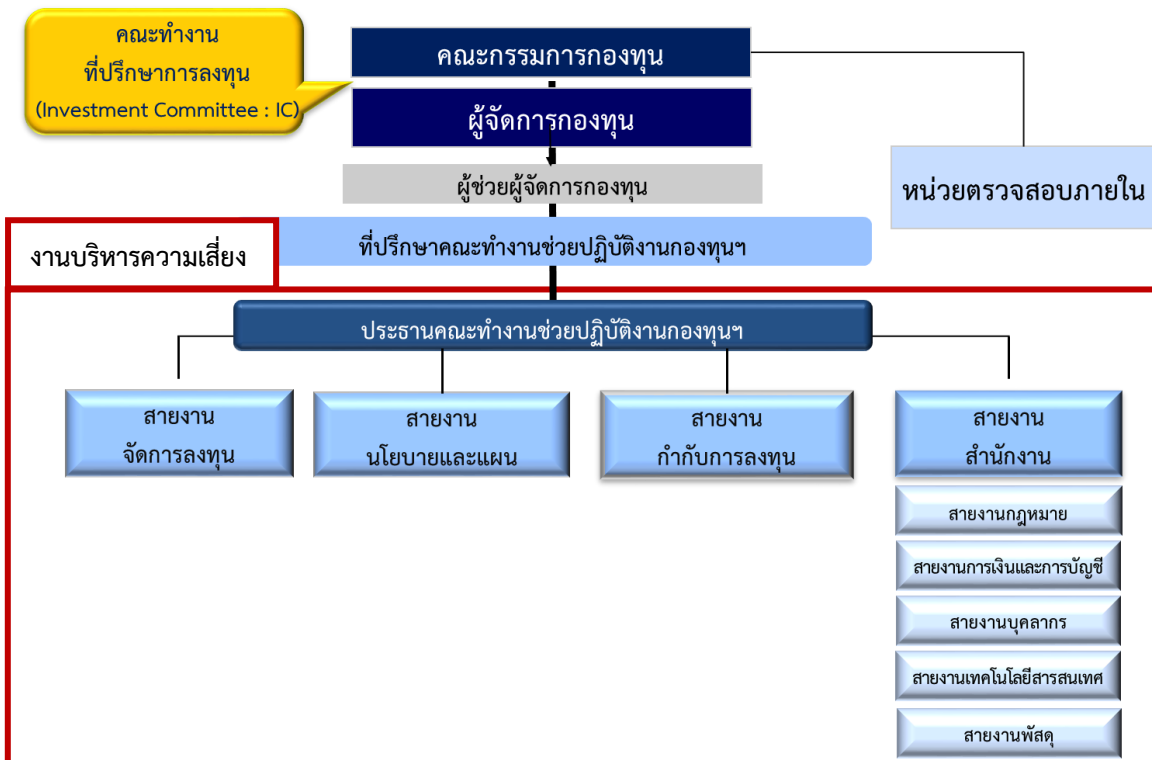 คณะทำงาน
ที่ปรึกษาการลงทุน
(Investment Committee : IC)
คณะกรรมการกองทุน
ผู้จัดการกองทุน
ผู้ช่วยผู้จัดการกองทุน
หน่วยตรวจสอบภายใน
งานบริหารความเสี่ยง
ที่ปรึกษาคณะทำงานช่วยปฏิบัติงานกองทุนฯ
ประธานคณะทำงานช่วยปฏิบัติงานกองทุนฯ
สายงาน
จัดการลงทุน
สายงาน
นโยบายและแผน
สายงาน
กำกับการลงทุน
สายงาน
สำนักงาน
สายงานกฎหมาย
สายงานการเงินและการบัญชี
สายงานบุคลากร
สายงานเทคโนโลยีสารสนเทศ
สายงานพัสดุ